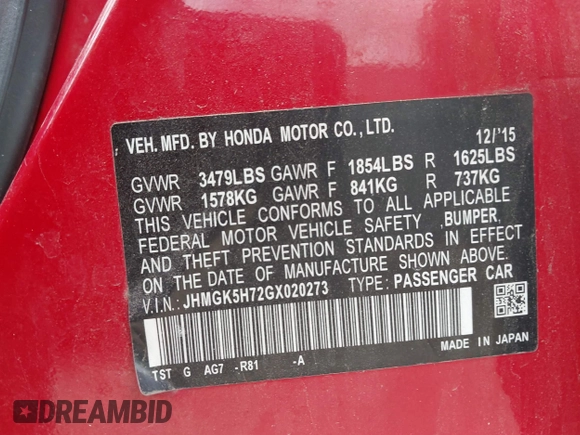 VEH. MFD. BY HONDA MOTOR CO., LTD. 12/'15
GVWR 3479LBS GAWR F 1854LBS R 1625LBS
GVWR 1578KG GAWR F 841KG R 737KG
THIS VEHICLE CONFORMS TO ALL APPLICABLE
FEDERAL MOTOR VEHICLE SAFETY ,BUMPER,
AND THEFT PREVENTION STANDARDS IN EFFECT
ON THE DATE OF MANUFACTURE SHOWN ABOVE.
V.I.N.: JHMGK5H72GX020273 TYPE: PASSENGER CAR
TST G AG7 -R81 -A MADE IN JAPAN
DREAMBID